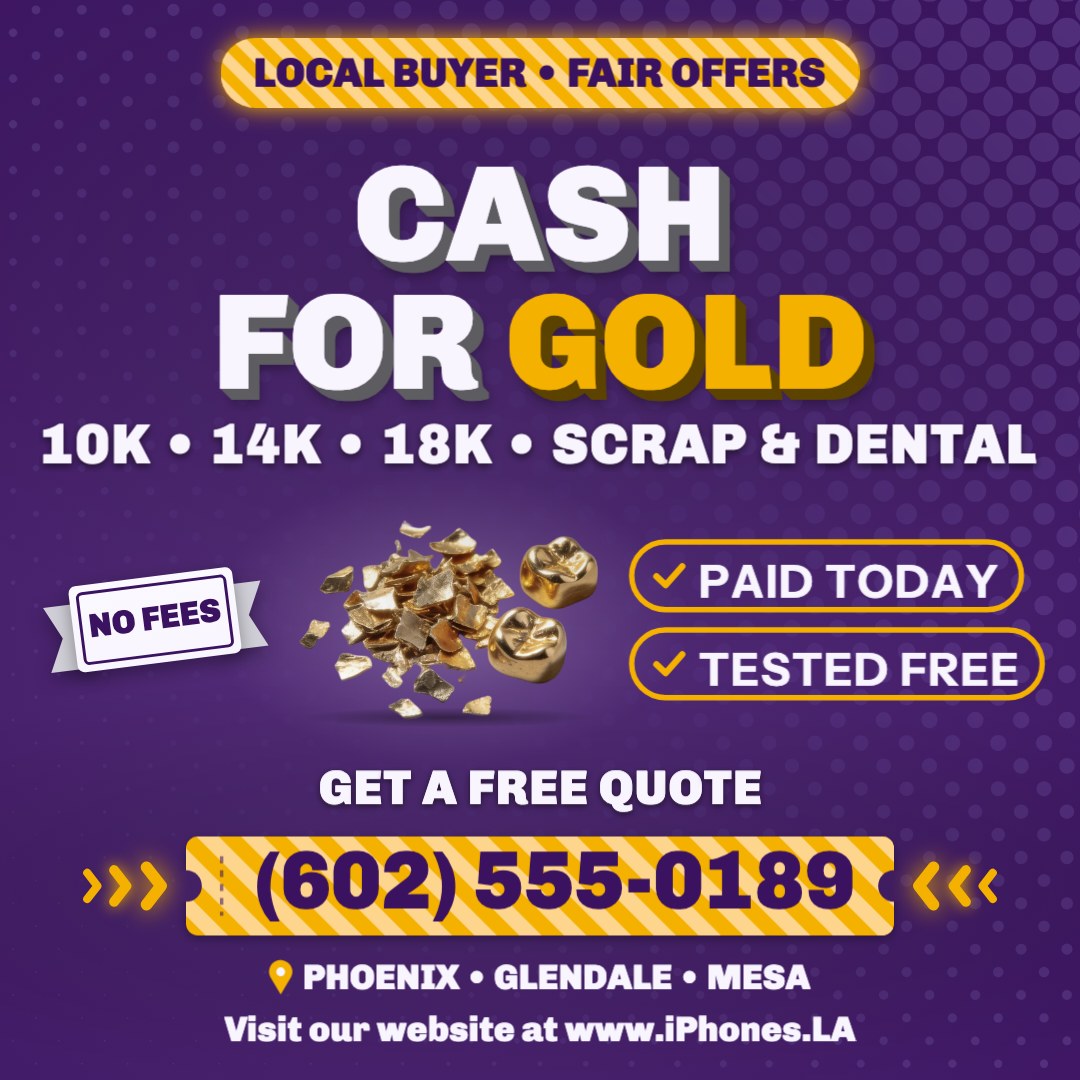 LOCAL BUYER • FAIR OFFERS
CASH
FOR GOLD
10K • 14K • 18K • SCRAP & DENTAL
NO FEES
PAID TODAY
TESTED FREE
GET A FREE QUOTE
(602) 555-0189
PHOENIX • GLENDALE • MESA
Visit our website at www.iPhones.LA